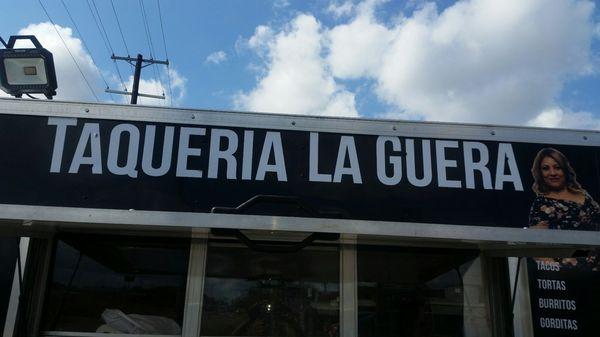 TAQUERIA LA GUERA
TACOS
TORTAS
BURRITOS
GORDITAS